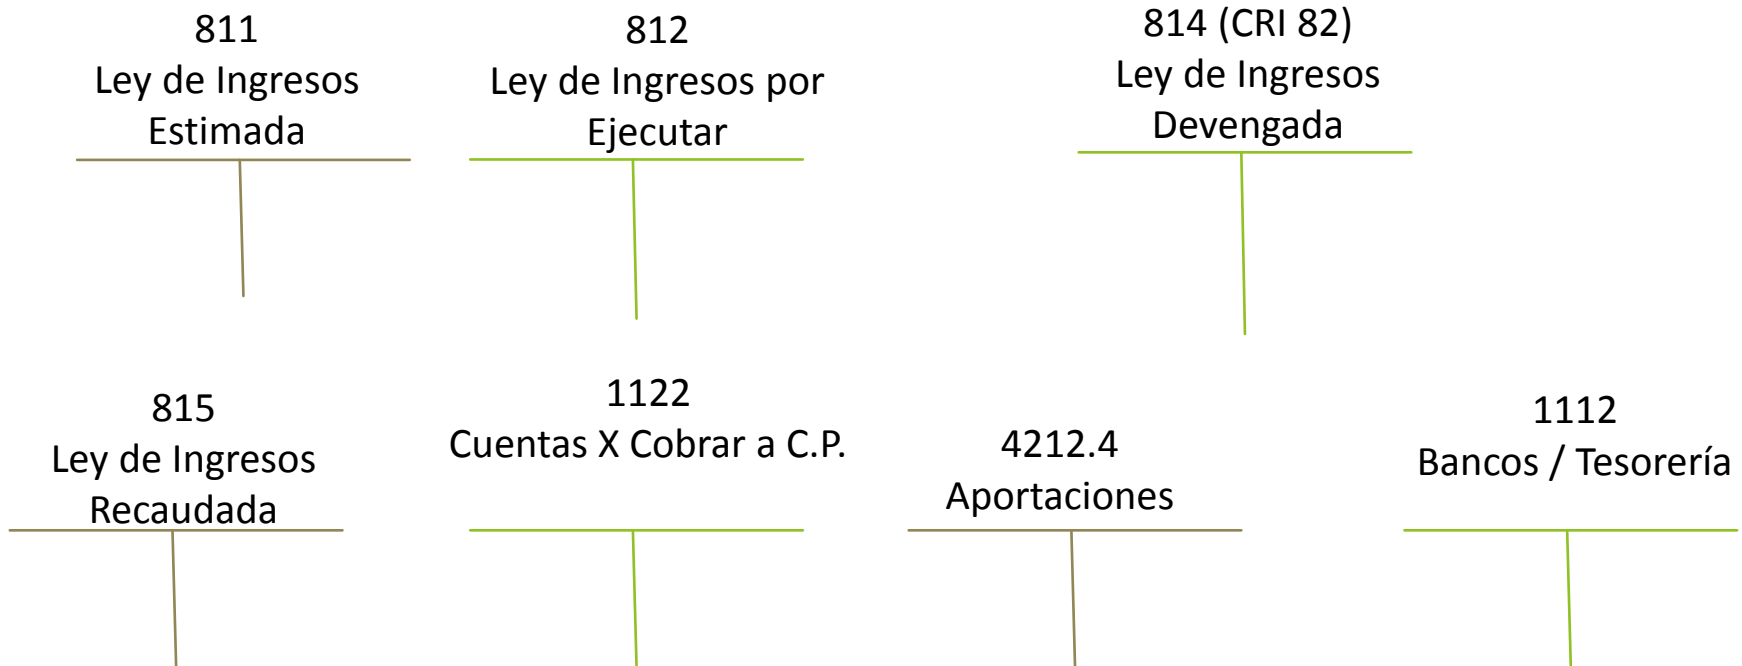 811
Ley de Ingresos
Estimada
812
Ley de Ingresos por
Ejecutar
814 (CRI 82)
Ley de Ingresos
Devengada
815
Ley de Ingresos
Recaudada
1122
Cuentas X Cobrar a C.P.
4212.4
Aportaciones
1112
Bancos / Tesorería